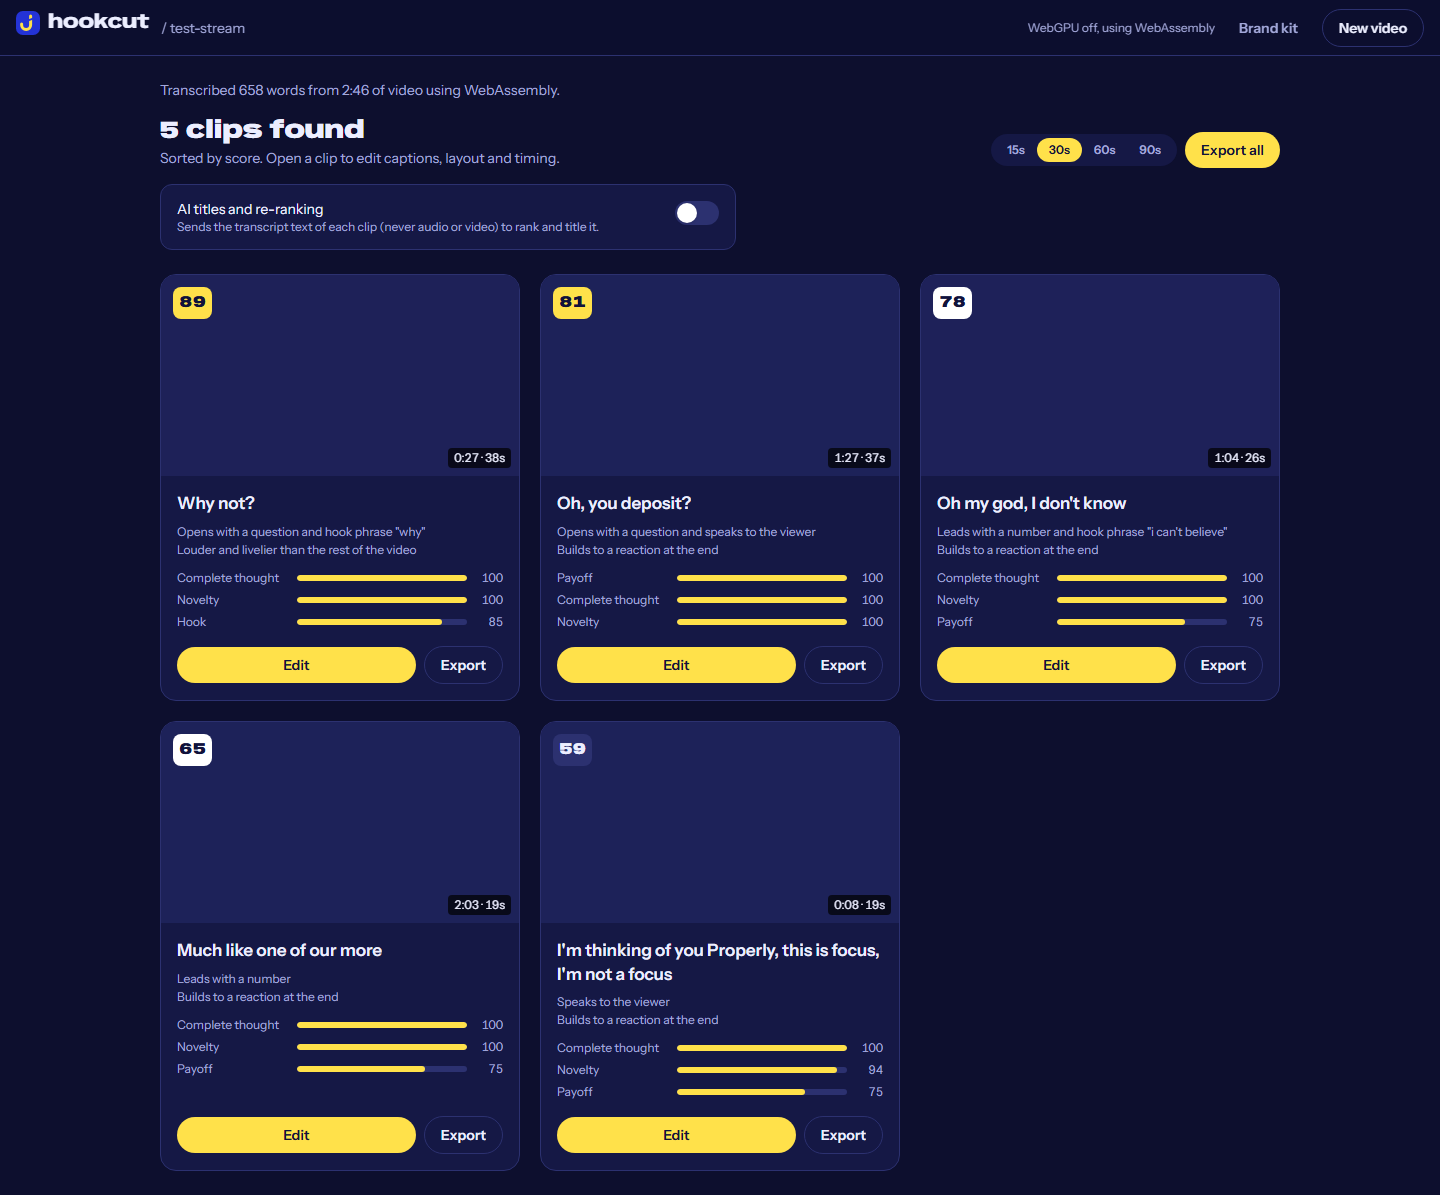 hookcut / test-stream
WebGPU off, using WebAssembly
Brand kit
New video
Transcribed 658 words from 2:46 of video using WebAssembly.
5 clips found
Sorted by score. Open a clip to edit captions, layout and timing.
15s 30s 60s 90s
Export all
AI titles and re-ranking
Sends the transcript text of each clip (never audio or video) to rank and title it.
89
0:27 · 38s
Why not?
Opens with a question and hook phrase "why"
Louder and livelier than the rest of the video
Complete thought 100
Novelty 100
Hook 85
Edit Export
81
1:27 · 37s
Oh, you deposit?
Opens with a question and speaks to the viewer
Builds to a reaction at the end
Payoff 100
Complete thought 100
Novelty 100
Edit Export
78
1:04 · 26s
Oh my god, I don't know
Leads with a number and hook phrase "i can't believe"
Builds to a reaction at the end
Complete thought 100
Novelty 100
Payoff 75
Edit Export
65
2:03 · 19s
Much like one of our more
Leads with a number
Builds to a reaction at the end
Complete thought 100
Novelty 100
Payoff 75
Edit Export
59
0:08 · 19s
I'm thinking of you Properly, this is focus,
I'm not a focus
Speaks to the viewer
Builds to a reaction at the end
Complete thought 100
Novelty 94
Payoff 75
Edit Export